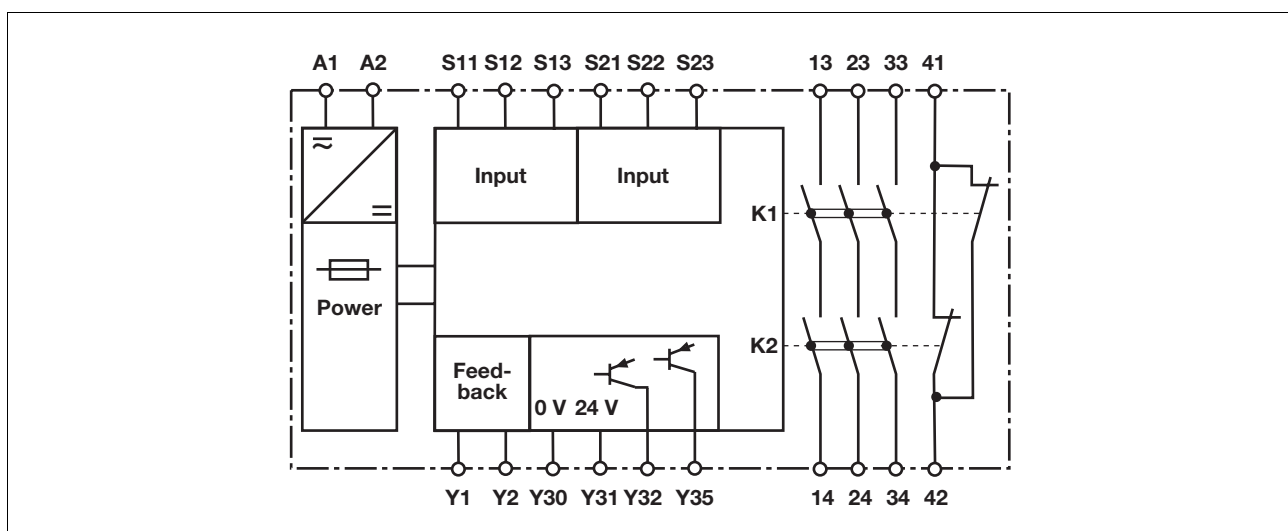 A1 A2 S11 S12 S13 S21 S22 S23 13 23 33 41
Input Input
K1
Power
K2
Feed-
back
0 V 24 V
Y1 Y2 Y30 Y31 Y32 Y35 14 24 34 42